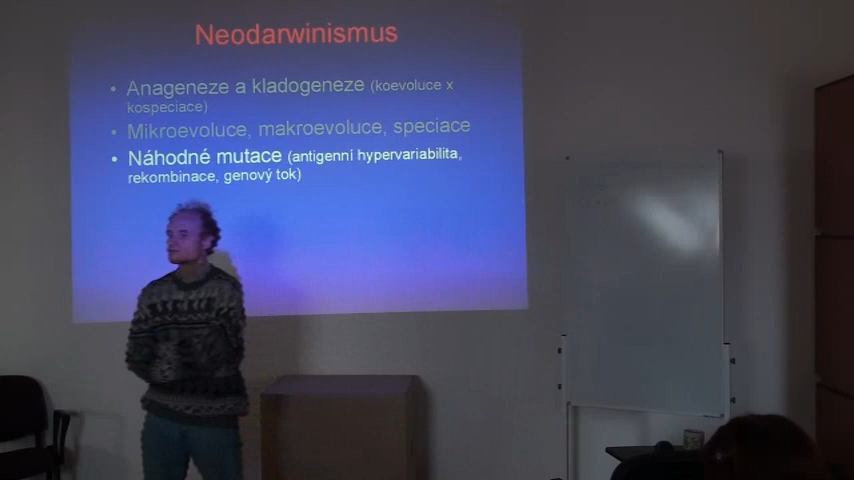 Neodarwinismus
• Anageneze a kladogeneze (koevoluce x
kospeciace)
• Mikroevoluce, makroevoluce, speciace
• Náhodné mutace (antigenní hypervariabilita,
rekombinace, genový tok)